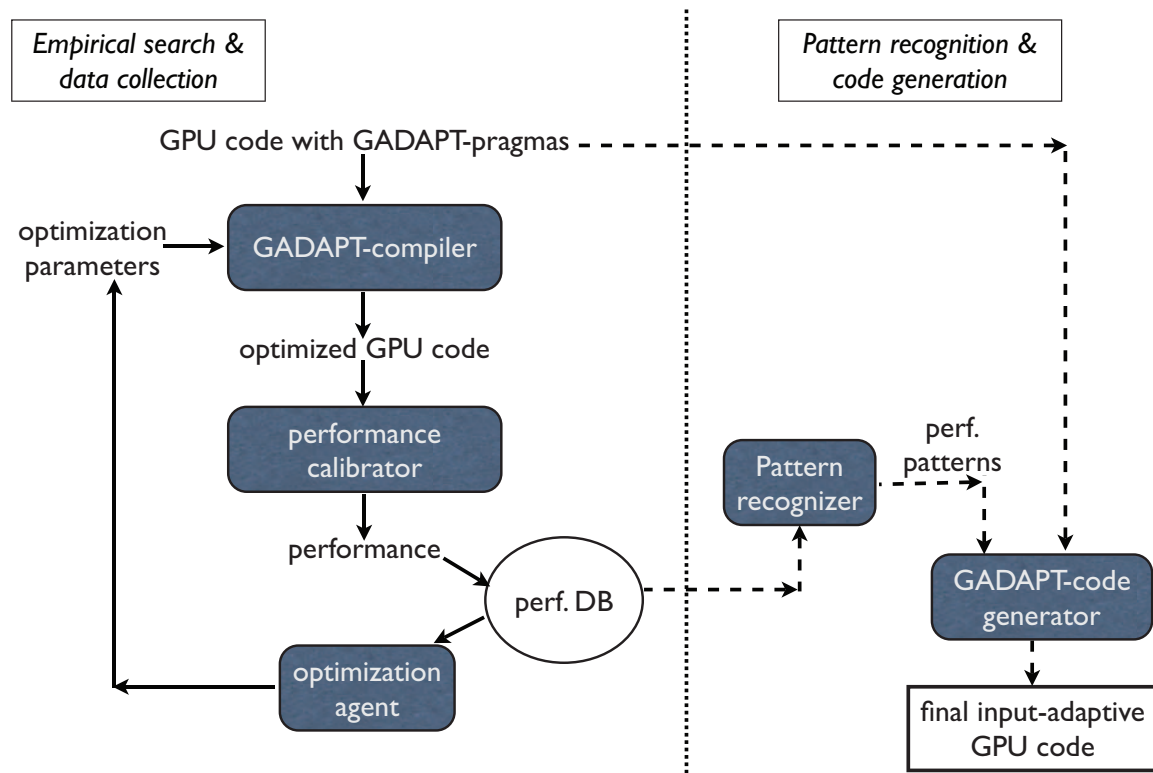 Empirical search &
data collection
Pattern recognition &
code generation
GPU code with GADAPT-pragmas
optimization
parameters
GADAPT-compiler
optimized GPU code
performance
calibrator
performance
perf. DB
optimization
agent
Pattern
recognizer
perf.
patterns
GADAPT-code
generator
final input-adaptive
GPU code